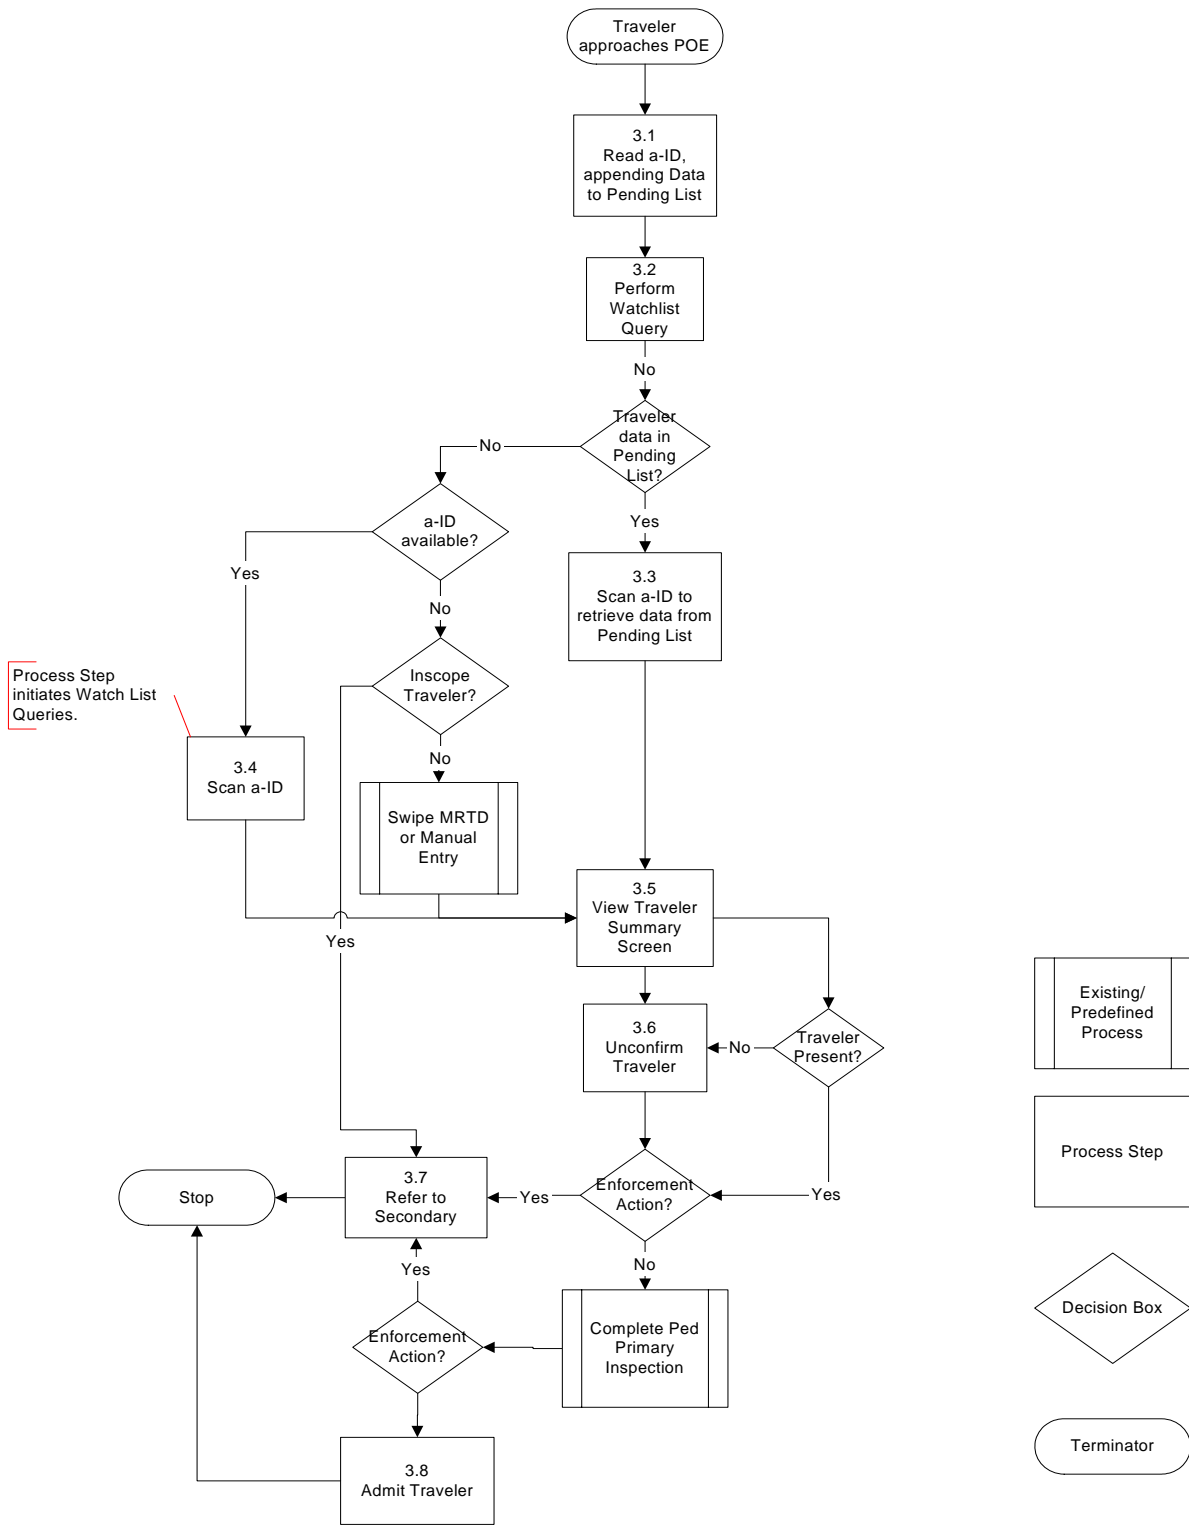 Traveler
approaches POE
3.1
Read a-ID,
appending Data
to Pending List
3.2
Perform
Watchlist
Query
No
Traveler
data in
Pending
List?
No
Yes
a-ID
available?
Yes
No
3.3
Scan a-ID to
retrieve data from
Pending List
Inscope
Traveler?
Process Step
initiates Watch List
Queries.
No
3.4
Scan a-ID
Swipe MRTD
or Manual
Entry
3.5
View Traveler
Summary
Screen
Yes
3.6
Unconfirm
Traveler
No
Traveler
Present?
Existing/
Predefined
Process
Process Step
Stop
3.7
Refer to
Secondary
Yes
Enforcement
Action?
Yes
Yes
No
Enforcement
Action?
Complete Ped
Primary
Inspection
Decision Box
3.8
Admit Traveler
Terminator